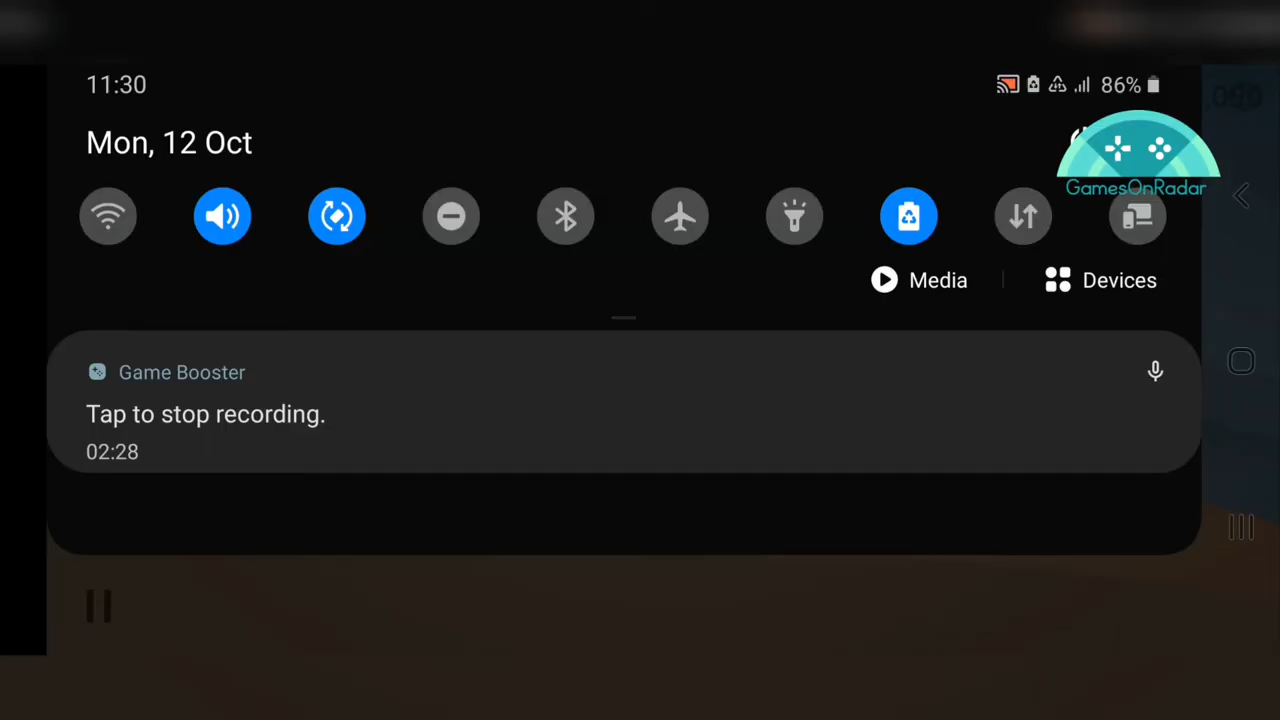 11:30
86%
Mon, 12 Oct
GamesOnRadar
Media
Devices
Game Booster
Tap to stop recording.
02:28